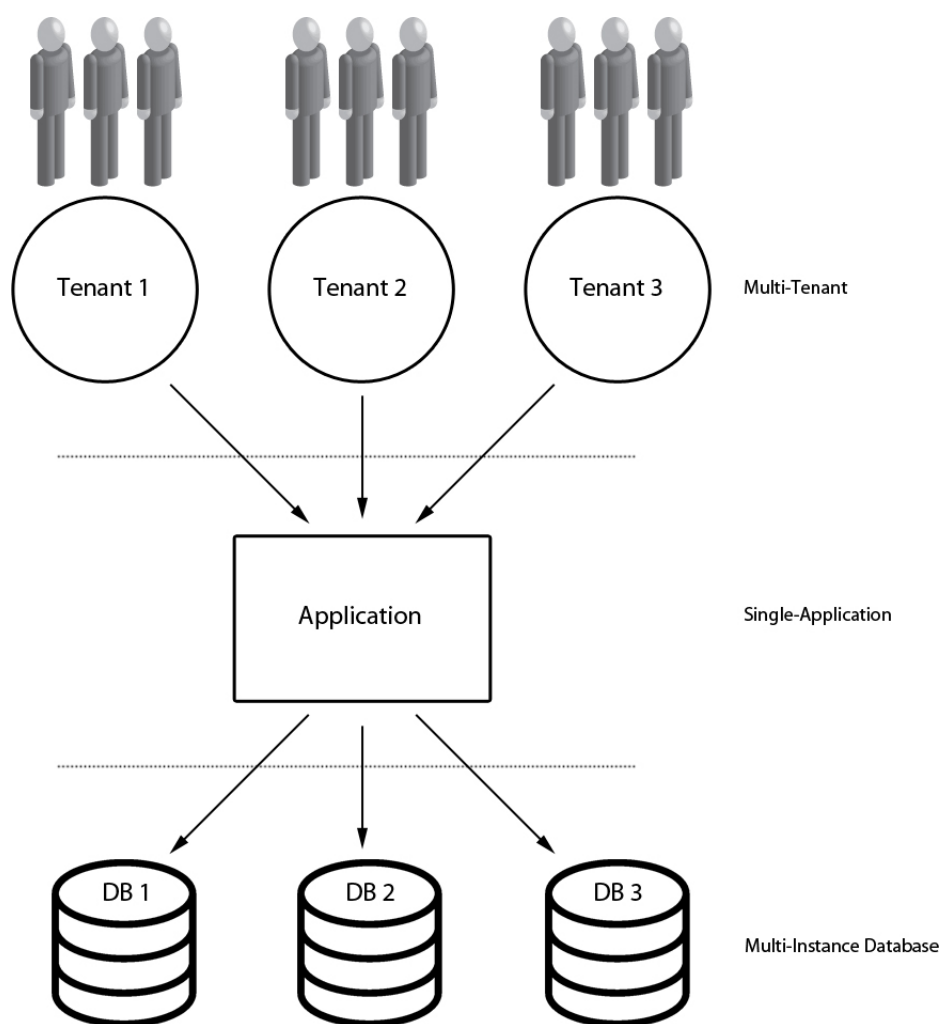 Tenant 1
Tenant 2
Tenant 3
Multi-Tenant
Application
Single-Application
DB 1
DB 2
DB 3
Multi-Instance Database